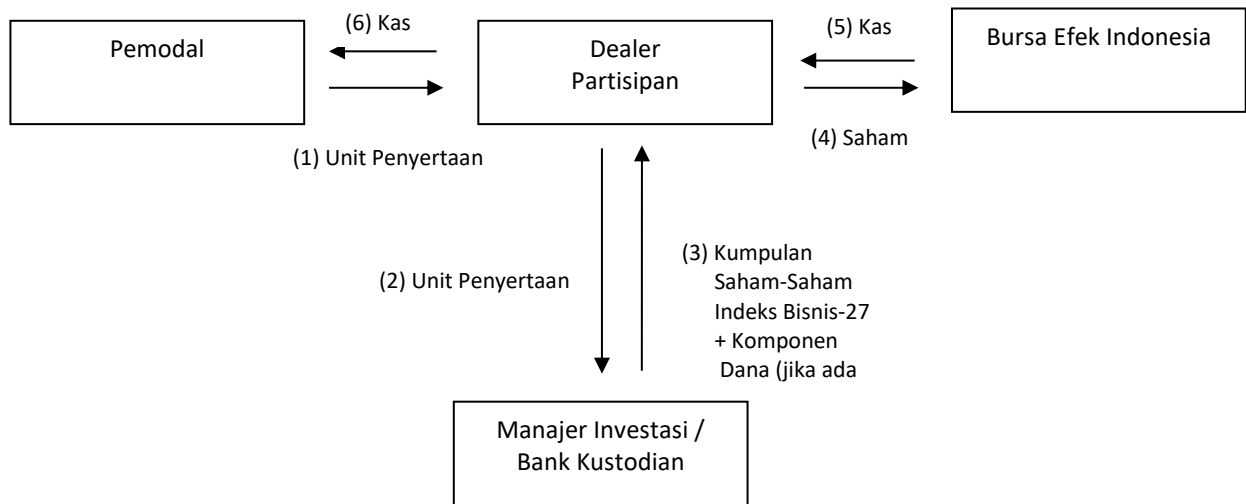 (6) Kas
Pemodal
Dealer
Partisipan
(5) Kas
Bursa Efek Indonesia
(1) Unit Penyertaan
(4) Saham
(2) Unit Penyertaan
(3) Kumpulan
Saham-Saham
Indeks Bisnis-27
+ Komponen
Dana (jika ada
Manajer Investasi /
Bank Kustodian